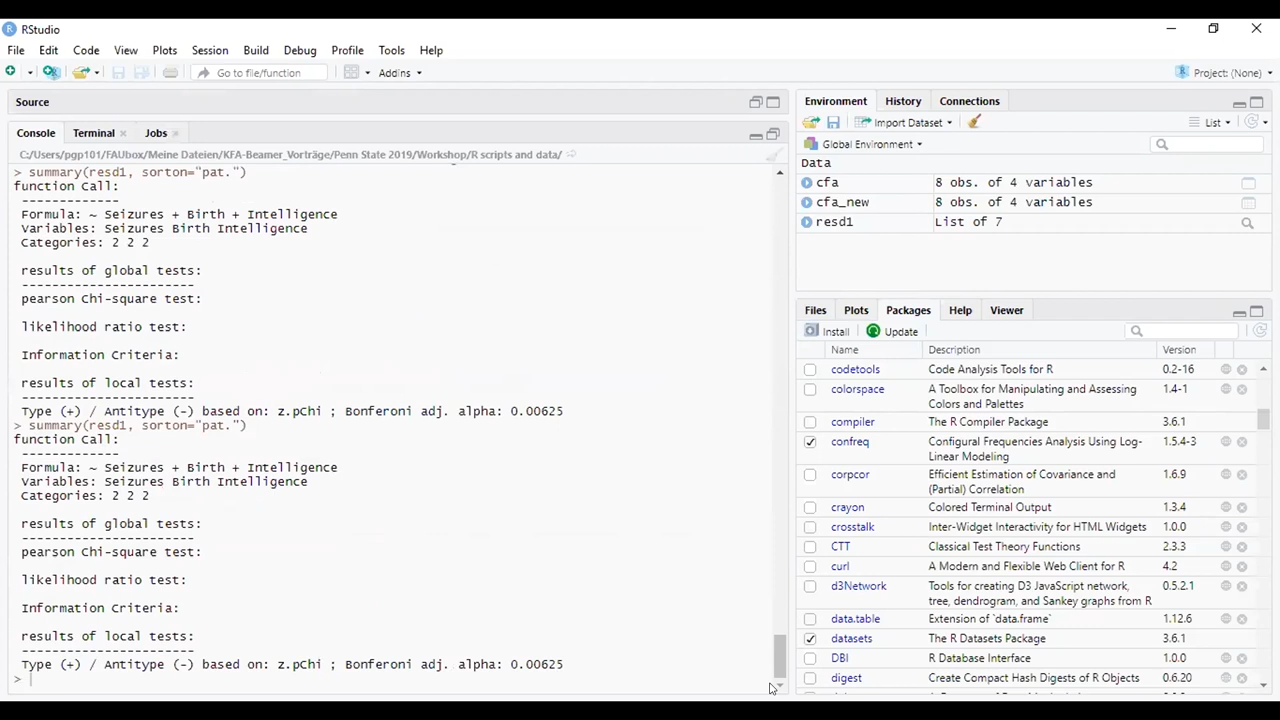 RStudio
File Edit Code View Plots Session Build Debug Profile Tools Help
Go to file/function Addins Project: (None)
Source
Console Terminal Jobs
C:/Users/pgp101/FAUbox/Meine Dateien/KFA-Beamer_Vorträge/Penn State 2019/Workshop/R scripts and data/
> summary(resd1, sorton="pat.")
function Call:
-------------
Formula: ~ Seizures + Birth + Intelligence
Variables: Seizures Birth Intelligence
Categories: 2 2 2
results of global tests:
-----------------------
pearson Chi-square test:
likelihood ratio test:
Information Criteria:
results of local tests:
-----------------------
Type (+) / Antitype (-) based on: z.pChi ; Bonferoni adj. alpha: 0.00625
> summary(resd1, sorton="pat.")
function Call:
-------------
Formula: ~ Seizures + Birth + Intelligence
Variables: Seizures Birth Intelligence
Categories: 2 2 2
results of global tests:
-----------------------
pearson Chi-square test:
likelihood ratio test:
Information Criteria:
results of local tests:
-----------------------
Type (+) / Antitype (-) based on: z.pChi ; Bonferoni adj. alpha: 0.00625
>
Environment History Connections
Import Dataset List
Global Environment
Data
cfa 8 obs. of 4 variables
cfa_new 8 obs. of 4 variables
resd1 List of 7
Files Plots Packages Help Viewer
Install Update
Name Description Version
codetools Code Analysis Tools for R 0.2-16
colorspace A Toolbox for Manipulating and Assessing 1.4-1
Colors and Palettes
compiler The R Compiler Package 3.6.1
confreq Configural Frequencies Analysis Using Log- 1.5.4-3
Linear Modeling
corpcor Efficient Estimation of Covariance and 1.6.9
(Partial) Correlation
crayon Colored Terminal Output 1.3.4
crosstalk Inter-Widget Interactivity for HTML Widgets 1.0.0
CTT Classical Test Theory Functions 2.3.3
curl A Modern and Flexible Web Client for R 4.2
d3Network Tools for creating D3 JavaScript network, 0.5.2.1
tree, dendrogram, and Sankey graphs from R
data.table Extension of `data.frame` 1.12.6
datasets The R Datasets Package 3.6.1
DBI R Database Interface 1.0.0
digest Create Compact Hash Digests of R Objects 0.6.20